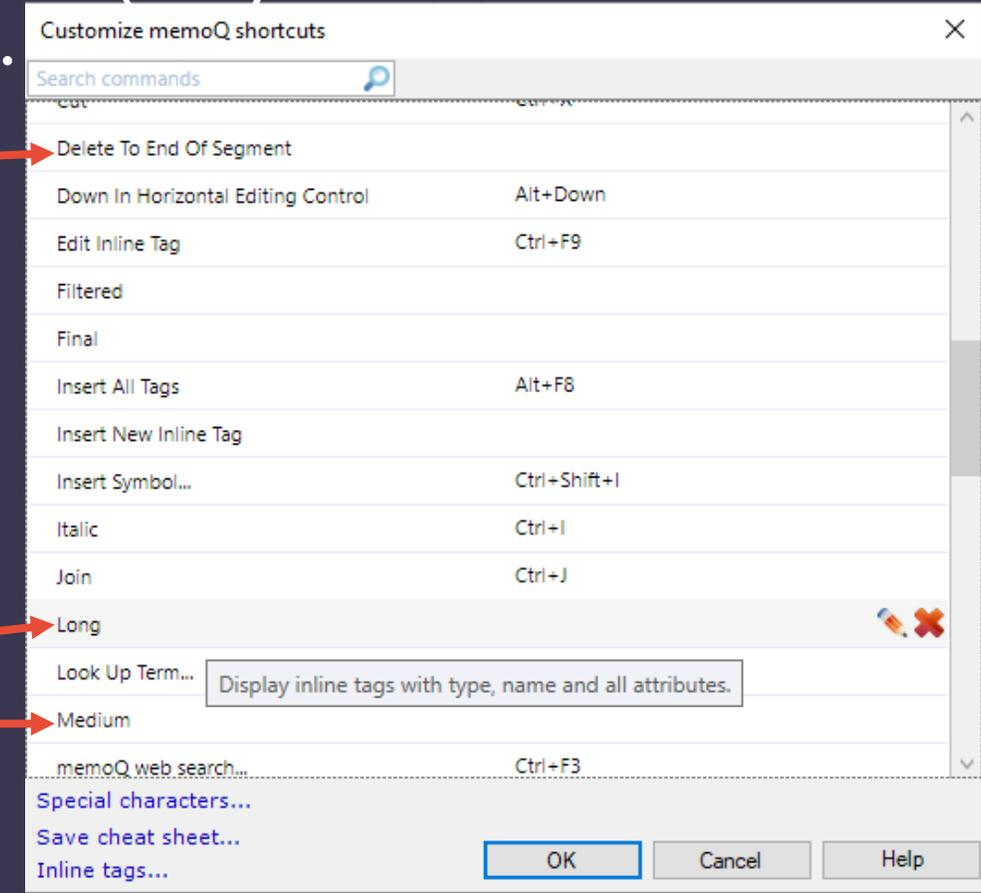 Customize memoQ shortcuts
Search commands
Cut Ctrl+X
Delete To End Of Segment
Down In Horizontal Editing Control Alt+Down
Edit Inline Tag Ctrl+F9
Filtered
Final
Insert All Tags Alt+F8
Insert New Inline Tag
Insert Symbol... Ctrl+Shift+I
Italic Ctrl+I
Join Ctrl+J
Long
Look Up Term...
Display inline tags with type, name and all attributes.
Medium
memoQ web search... Ctrl+F3
Special characters...
Save cheat sheet...
Inline tags...
OK Cancel Help